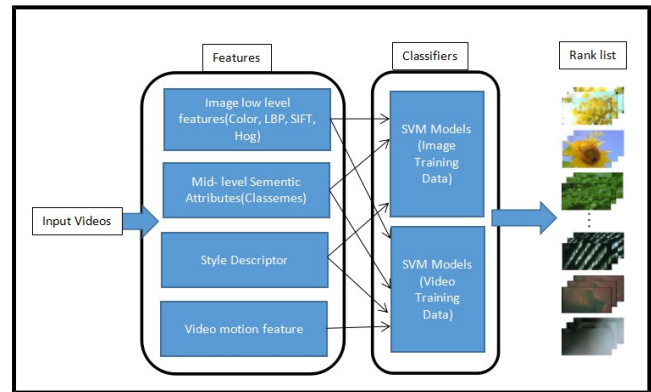 Features
Classifiers
Rank list
Input Videos
Image low level
features(Color, LBP, SIFT,
Hog)
Mid- level Sementic
Attributes(Classemes)
Style Descriptor
Video motion feature
SVM Models
(Image
Training
Data)
SVM Models
(Video
Training
Data)